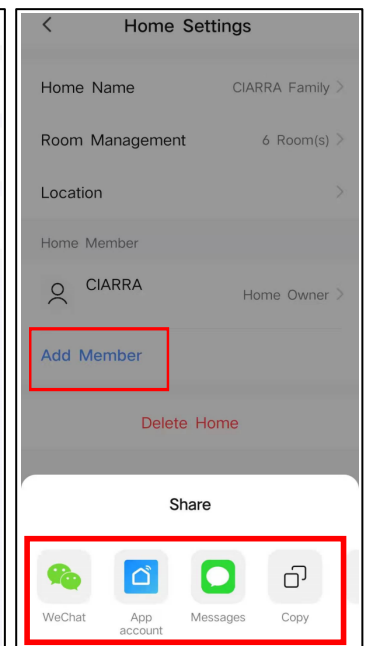 Home Settings
Home Name CIARRA Family
Room Management 6 Room(s)
Location
Home Member
CIARRA
Home Owner
Add Member
Delete Home
Share
WeChat App account Messages Copy